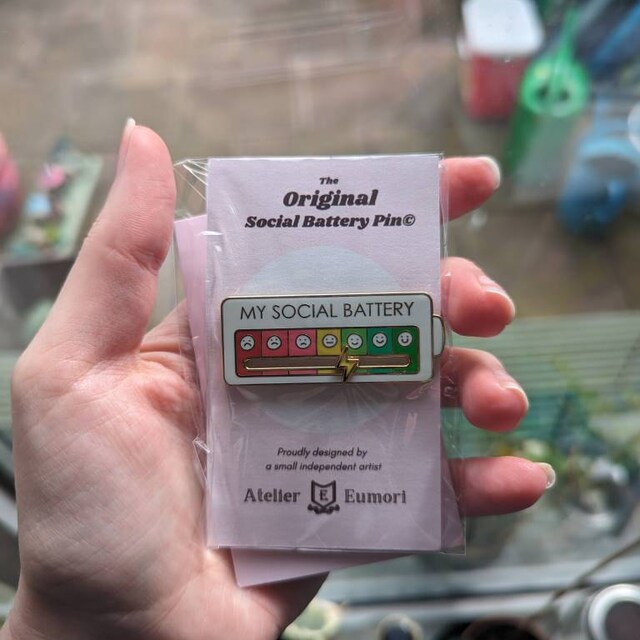 The
Original
Social Battery Pin©
MY SOCIAL BATTERY
Proudly designed by
a small independent artist
Atelier E Eumori